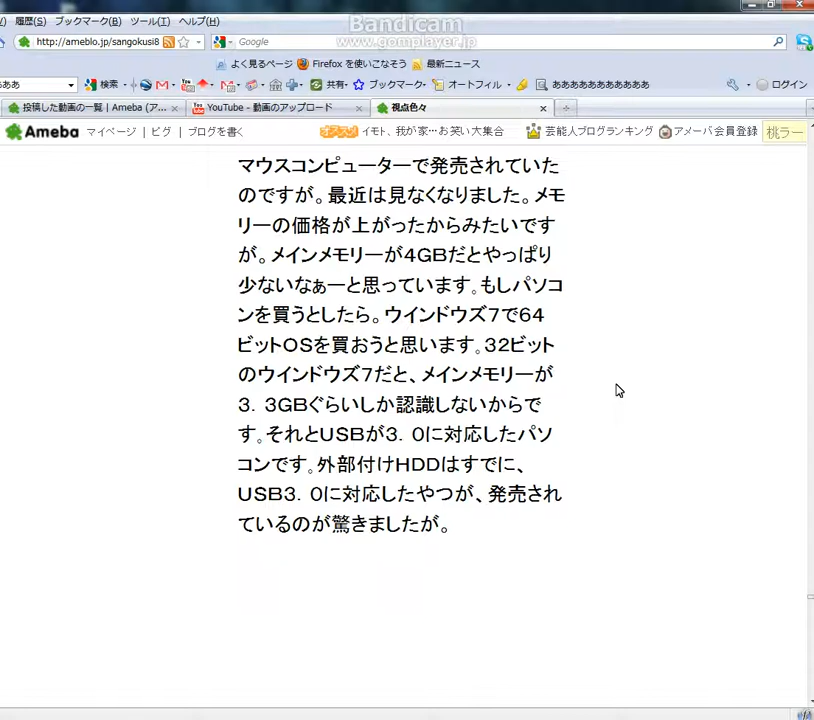 Bandicam
www.gomplayer.jp
履歴(S) ブックマーク(B) ツール(T) ヘルプ(H)
http://ameblo.jp/sangokusi8 Google
よく見るページ Firefox を使いこなそう 最新ニュース
検索 共有 ブックマーク オートフィル ああああああああああ ログイン
投稿した動画の一覧 | Ameba (ア... YouTube - 動画のアップロード 視点色々
Ameba マイページ | ピグ | ブログを書く イモト、我が家…お笑い大集合 芸能人ブログランキング アメーバ会員登録 桃ラー
マウスコンピューターで発売されていた
のですが。最近は見なくなりました。メモ
リーの価格が上がったからみたいです
が。メインメモリーが4GBだとやっぱり
少ないなぁーと思っています。もしパソコ
ンを買うとしたら。ウインドウズ7で64
ビットOSを買おうと思います。32ビット
のウインドウズ7だと、メインメモリーが
3．3GBぐらいしか認識しないからで
す。それとUSBが3．0に対応したパソ
コンです。外部付けHDDはすでに、
USB3．0に対応したやつが、発売され
ているのが驚きましたが。